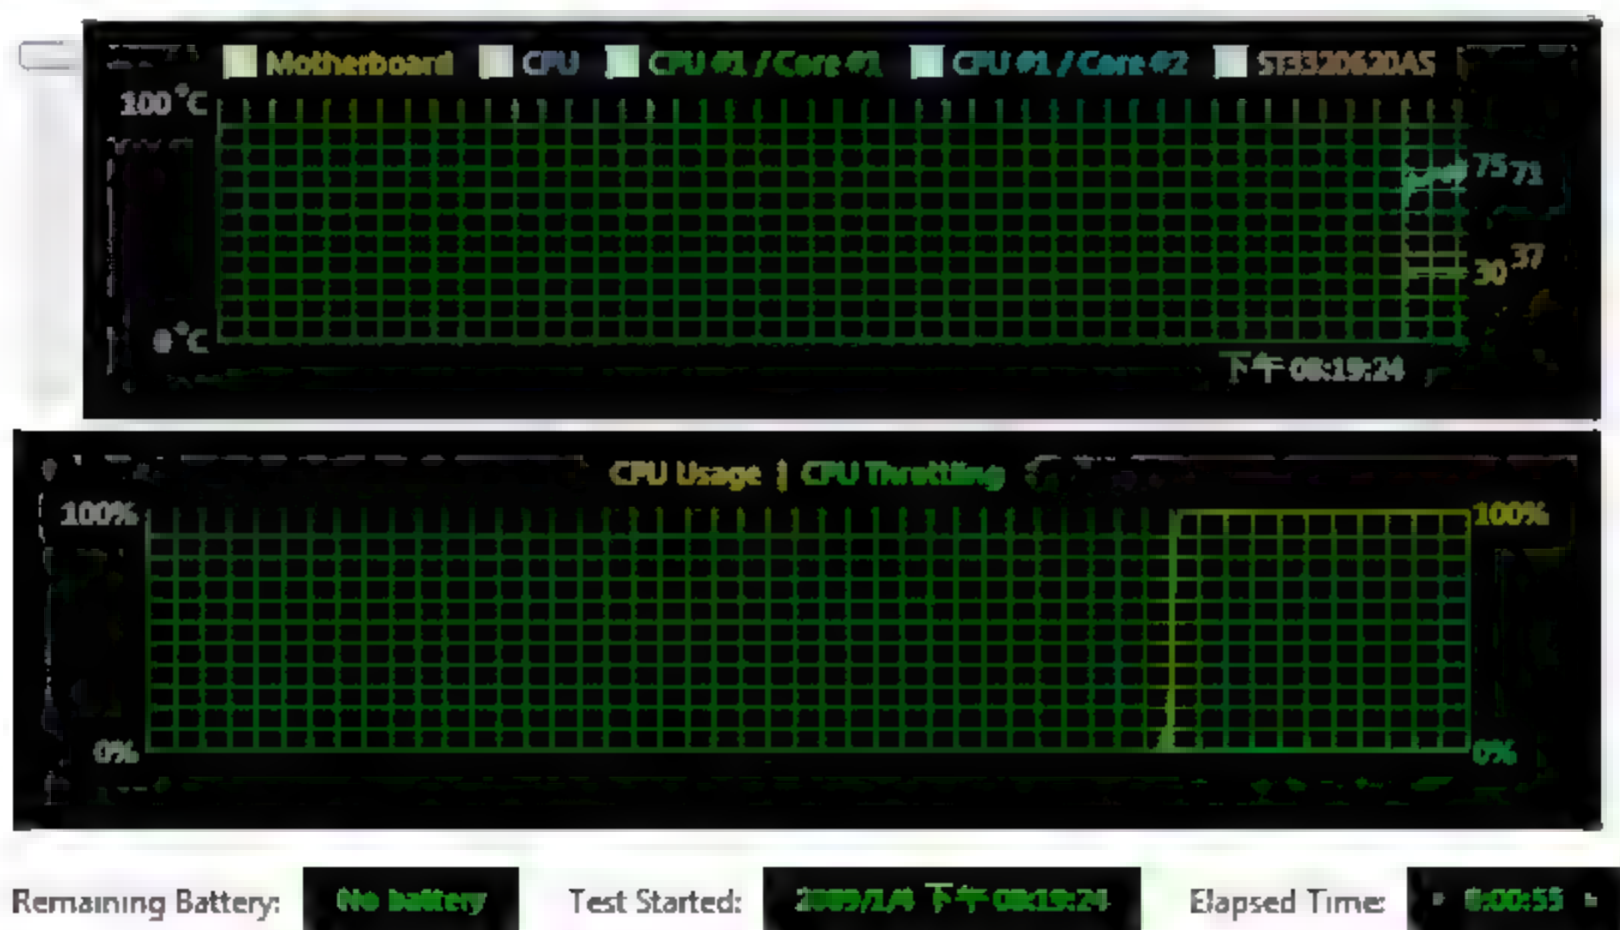 Motherboard CPU CPU #1 / Core #1 CPU #1 / Core #2 ST3320620AS
100°C
75 71
37
30
0°C
下午 08:19:24
CPU Usage | CPU Throttling
100% 100%
0% 0%
Remaining Battery: No battery Test Started: 下午 08:19:24 Elapsed Time: 0:00:55